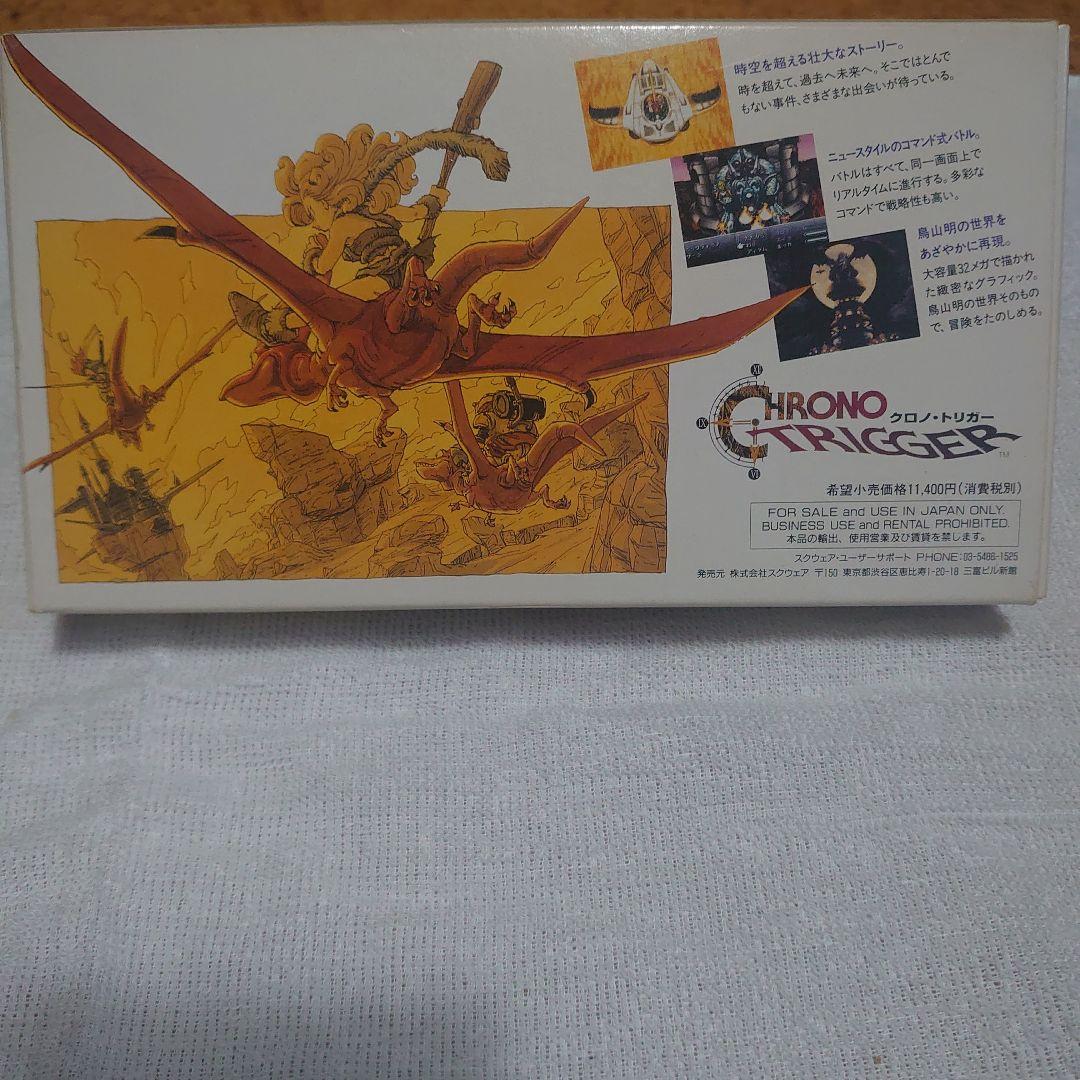 時空を超える壮大なストーリー。
時を超えて、過去へ未来へ。そこではとんで
もない事件、さまざまな出会いが待っている。
ニュースタイルのコマンド式バトル。
バトルはすべて、同一画面上で
リアルタイムに進行する。多彩な
コマンドで戦略性も高い。
鳥山明の世界を
あざやかに再現。
大容量32メガで描かれ
た緻密なグラフィック。
鳥山明の世界そのもの
で、冒険をたのしめる。
XII
IX
VI
CHRONO
TRIGGER
クロノ・トリガー
TM
希望小売価格11,400円(消費税別)
FOR SALE and USE IN JAPAN ONLY.
BUSINESS USE and RENTAL PROHIBITED.
本品の輸出、使用営業及び賃貸を禁じます。
スクウェア・ユーザーサポート PHONE:03-5488-1525
発売元 株式会社スクウェア 〒150 東京都渋谷区恵比寿1-20-18 三富ビル新館